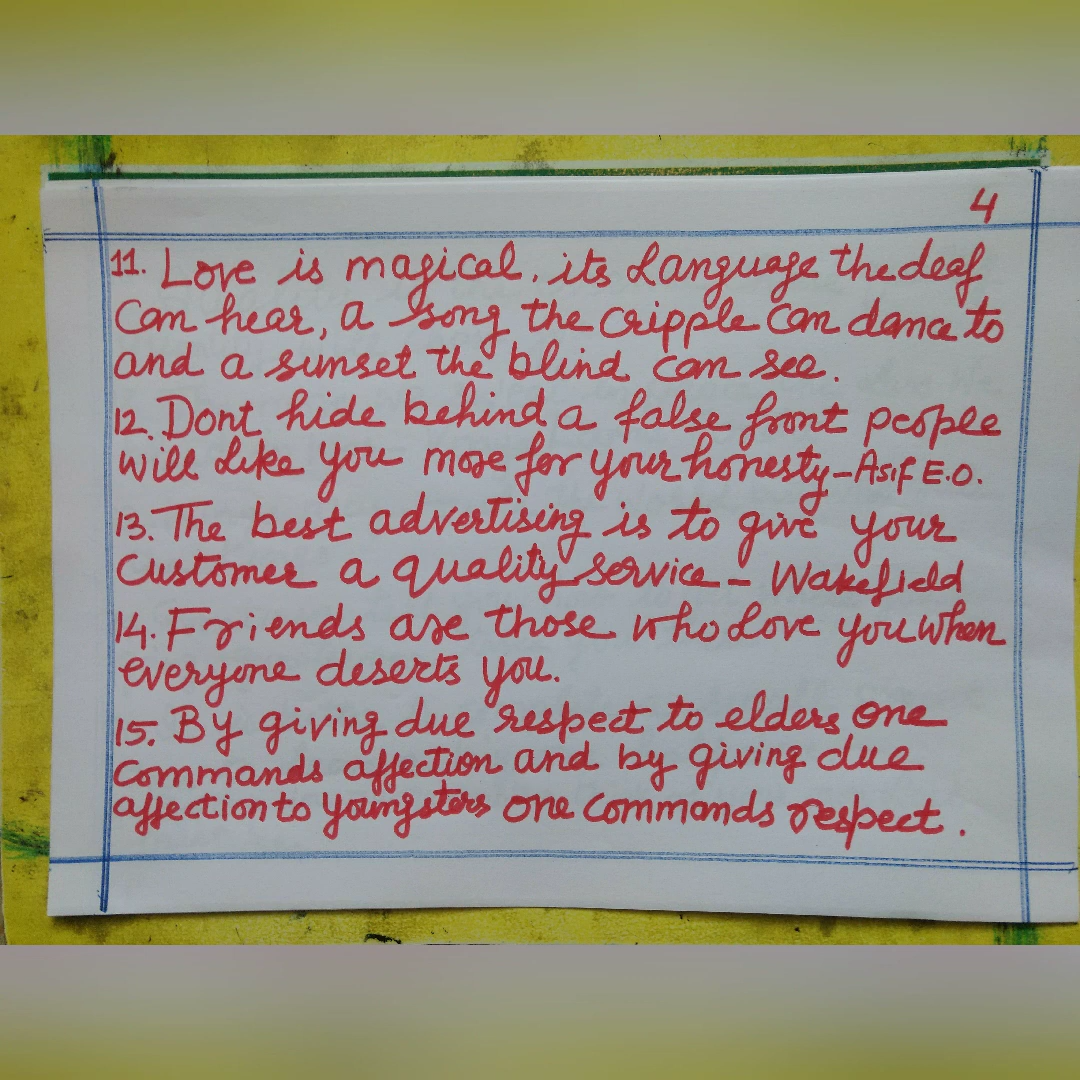 4
11. Love is magical, its language the deaf
can hear, a song the cripple can dance to
and a sunset the blind can see.
12. Dont hide behind a false front people
will like you more for your honesty - Asif E.O.
13. The best advertising is to give your
customer a quality service - Wakefield
14. Friends are those who love you when
everyone deserts you.
15. By giving due respect to elders one
commands affection and by giving due
affection to youngsters one commands respect.